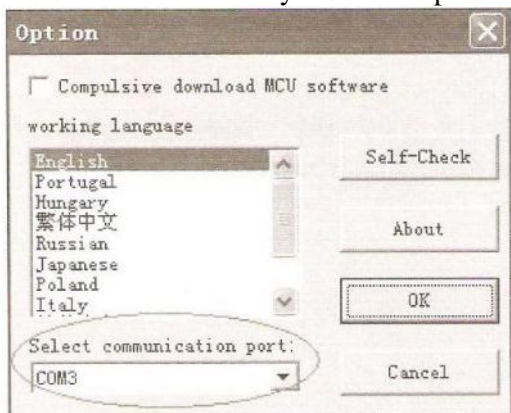 Option
Compulsive download MCU software
working language
English
Portugal
Hungary
繁体中文
Russian
Japanese
Poland
Italy
Self-Check
About
OK
Select communication port:
COM3
Cancel